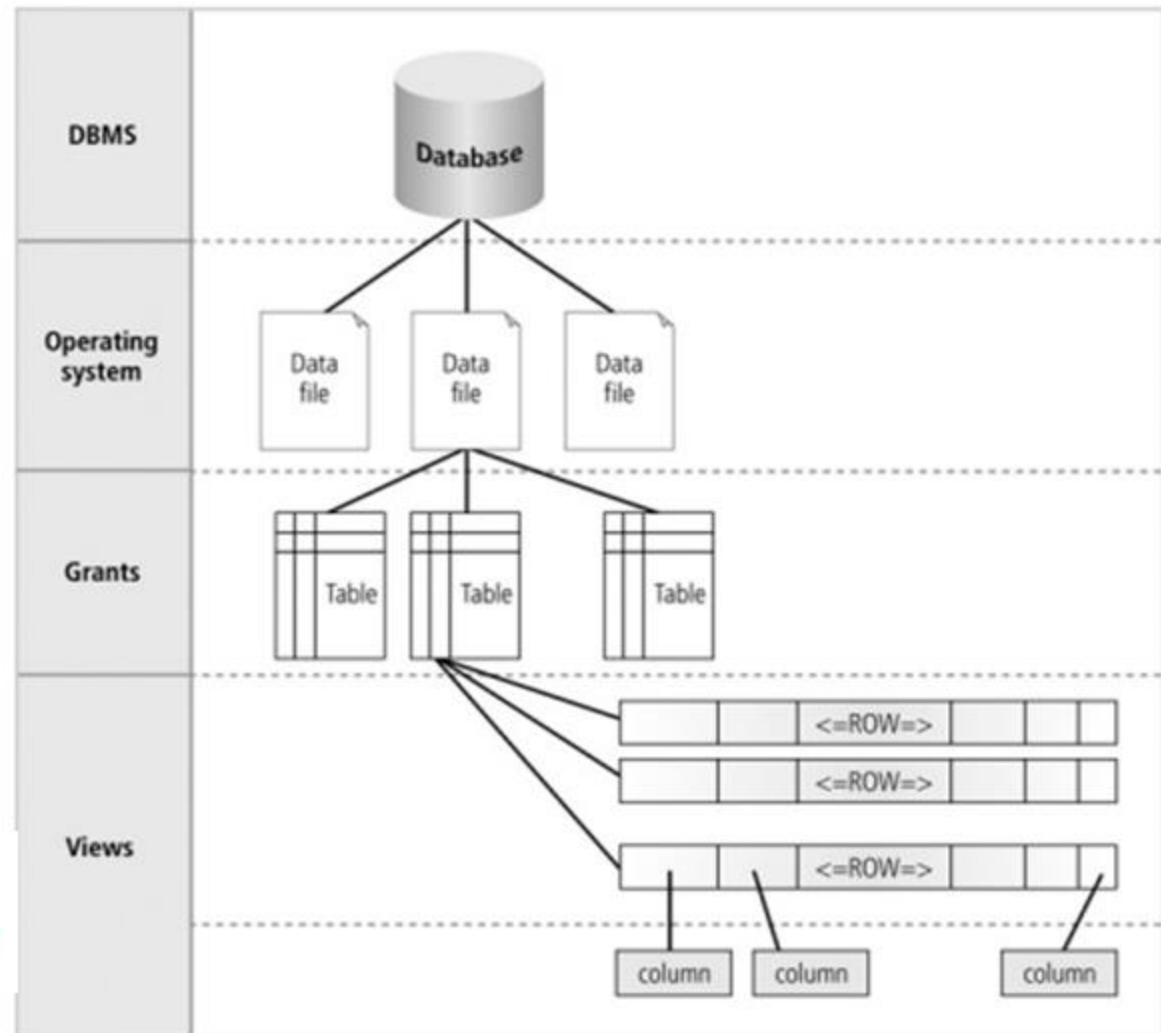 DBMS
Database
Operating
system
Data
file
Data
file
Data
file
Grants
Table
Table
Table
Views
<=ROW=>
<=ROW=>
<=ROW=>
column
column
column